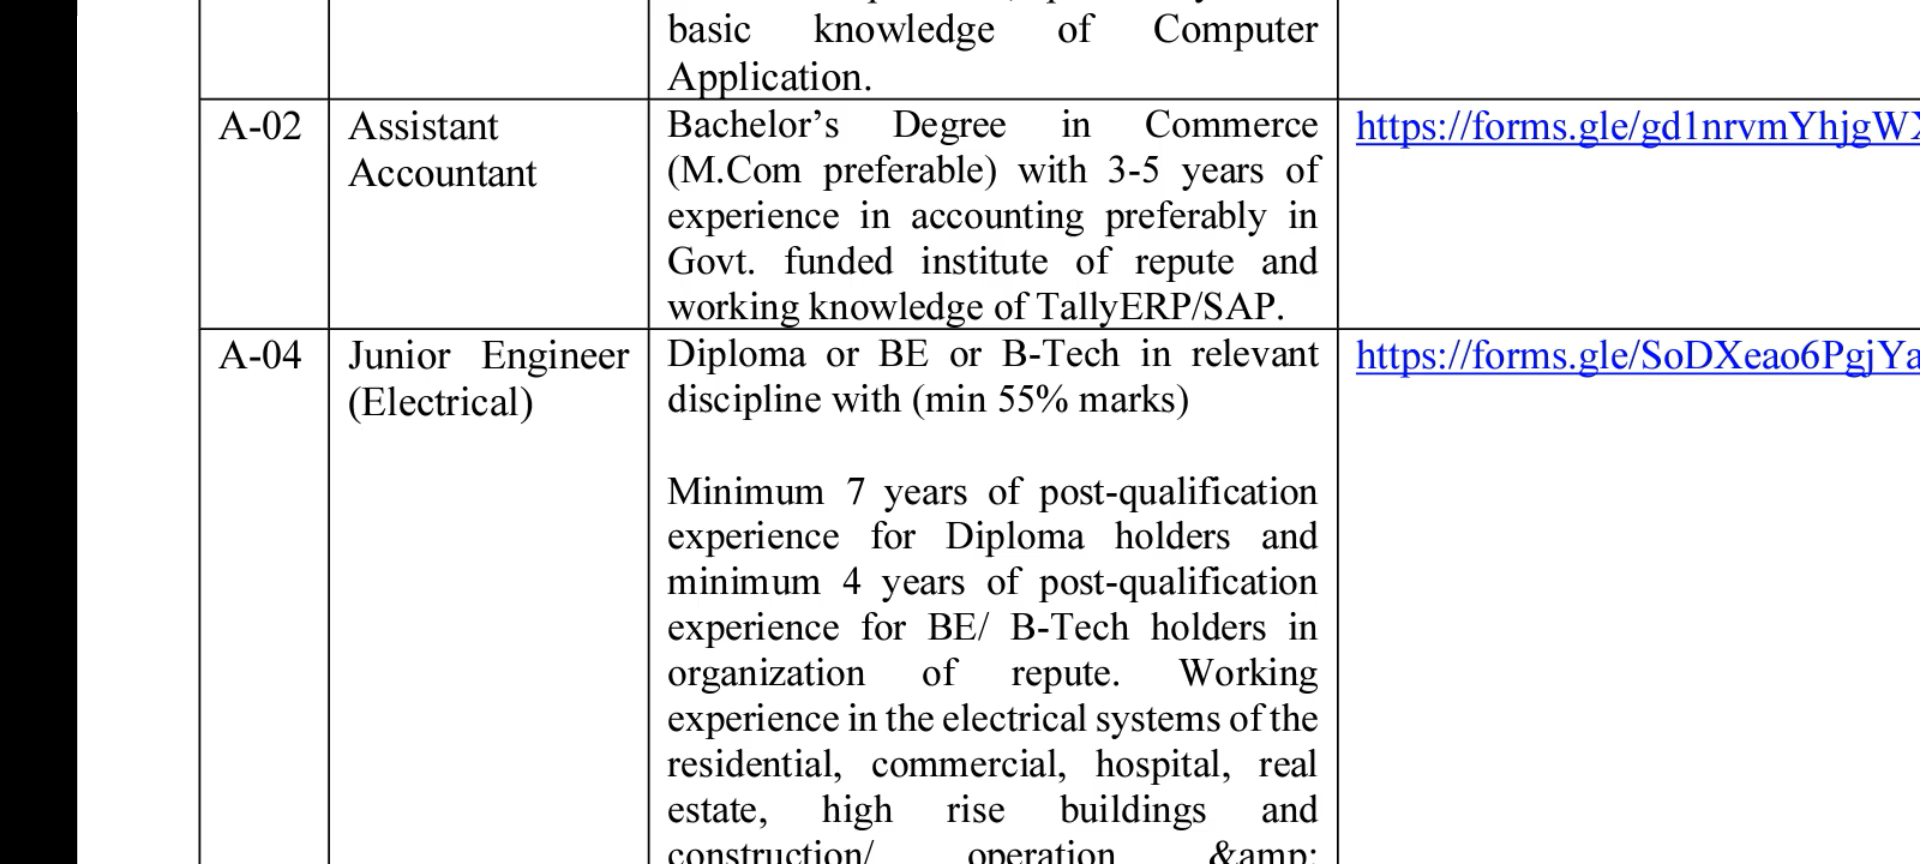 basic knowledge of Computer
Application.
A-02
Assistant
Accountant
Bachelor’s Degree in Commerce
(M.Com preferable) with 3-5 years of
experience in accounting preferably in
Govt. funded institute of repute and
working knowledge of TallyERP/SAP.
https://forms.gle/gd1nrvmYhjgWX
A-04
Junior Engineer
(Electrical)
Diploma or BE or B-Tech in relevant
discipline with (min 55% marks)
Minimum 7 years of post-qualification
experience for Diploma holders and
minimum 4 years of post-qualification
experience for BE/ B-Tech holders in
organization of repute. Working
experience in the electrical systems of the
residential, commercial, hospital, real
estate, high rise buildings and
construction/ operation &amp;
https://forms.gle/SoDXeao6PgjYa